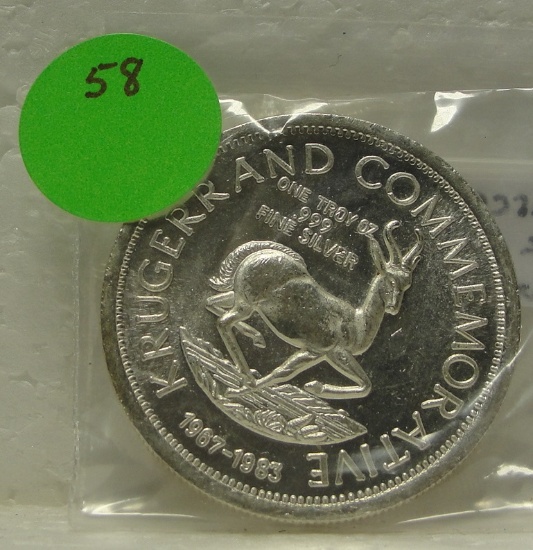 58
KRUGERRAND COMMEMORATIVE
ONE TROY OZ
.999
FINE SILVER
1967-1983